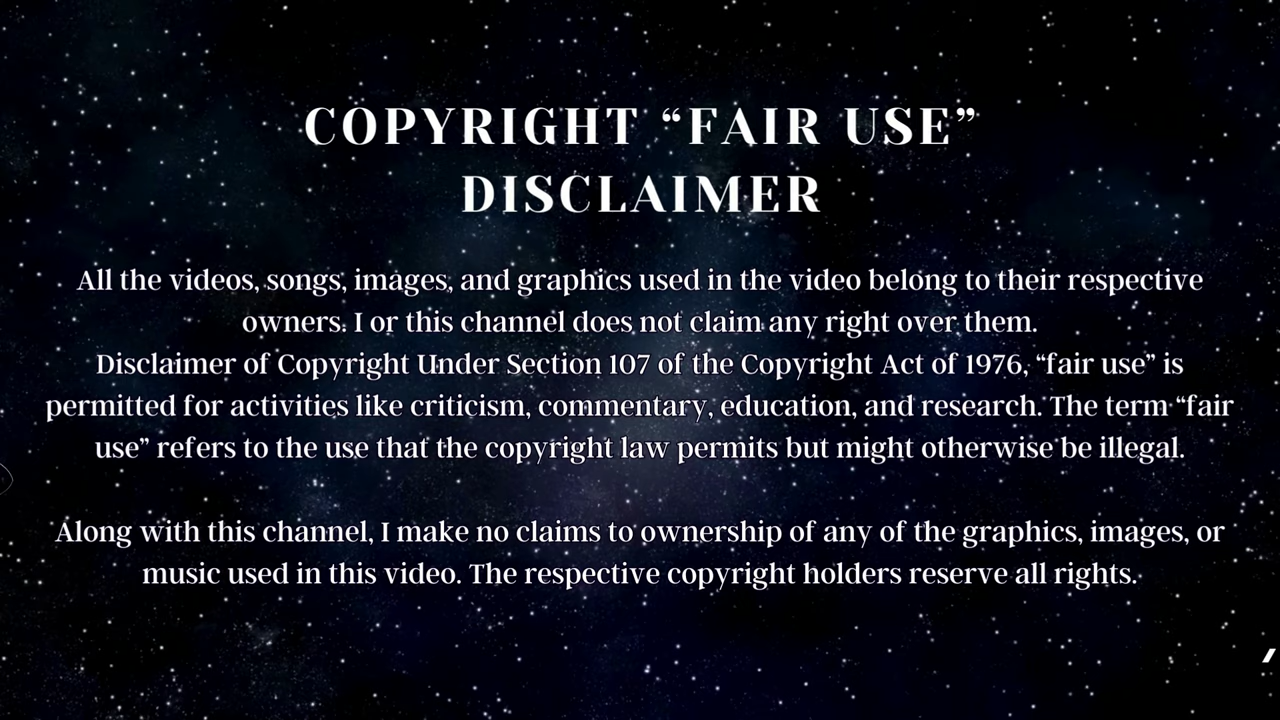 COPYRIGHT “FAIR USE”
DISCLAIMER
All the videos, songs, images, and graphics used in the video belong to their respective
owners. I or this channel does not claim any right over them.
Disclaimer of Copyright Under Section 107 of the Copyright Act of 1976, “fair use” is
permitted for activities like criticism, commentary, education, and research. The term “fair
use” refers to the use that the copyright law permits but might otherwise be illegal.
Along with this channel, I make no claims to ownership of any of the graphics, images, or
music used in this video. The respective copyright holders reserve all rights.